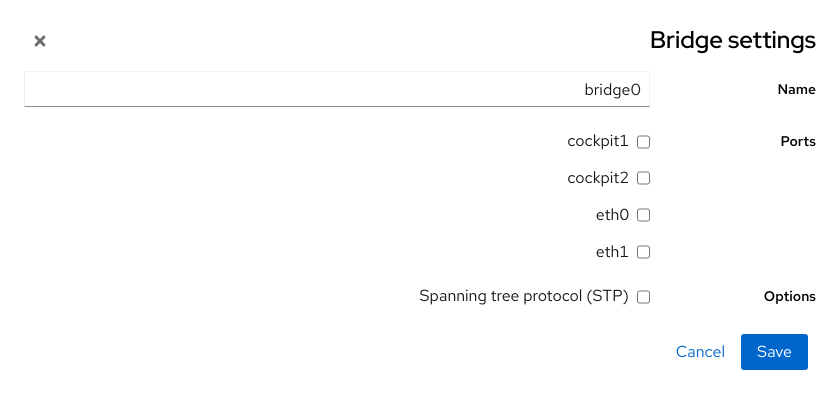 Bridge settings
Name
bridge0
Ports
cockpit1
cockpit2
eth0
eth1
Options
Spanning tree protocol (STP)
Save
Cancel